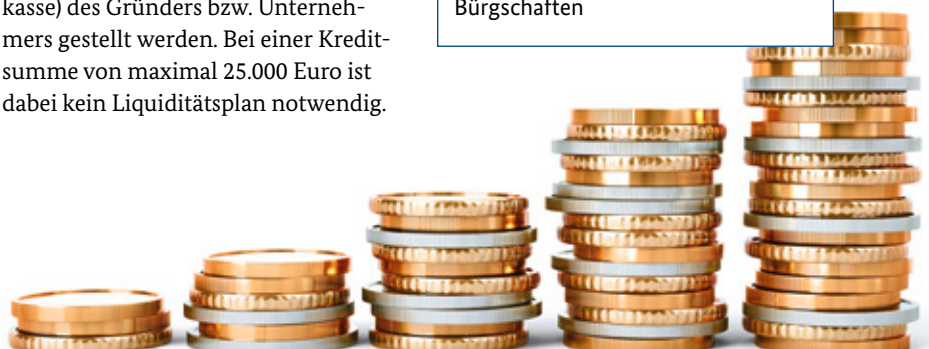 kasse) des Gründers bzw. Unterneh-
mers gestellt werden. Bei einer Kredit-
summe von maximal 25.000 Euro ist
dabei kein Liquiditätsplan notwendig.
Bürgschaften